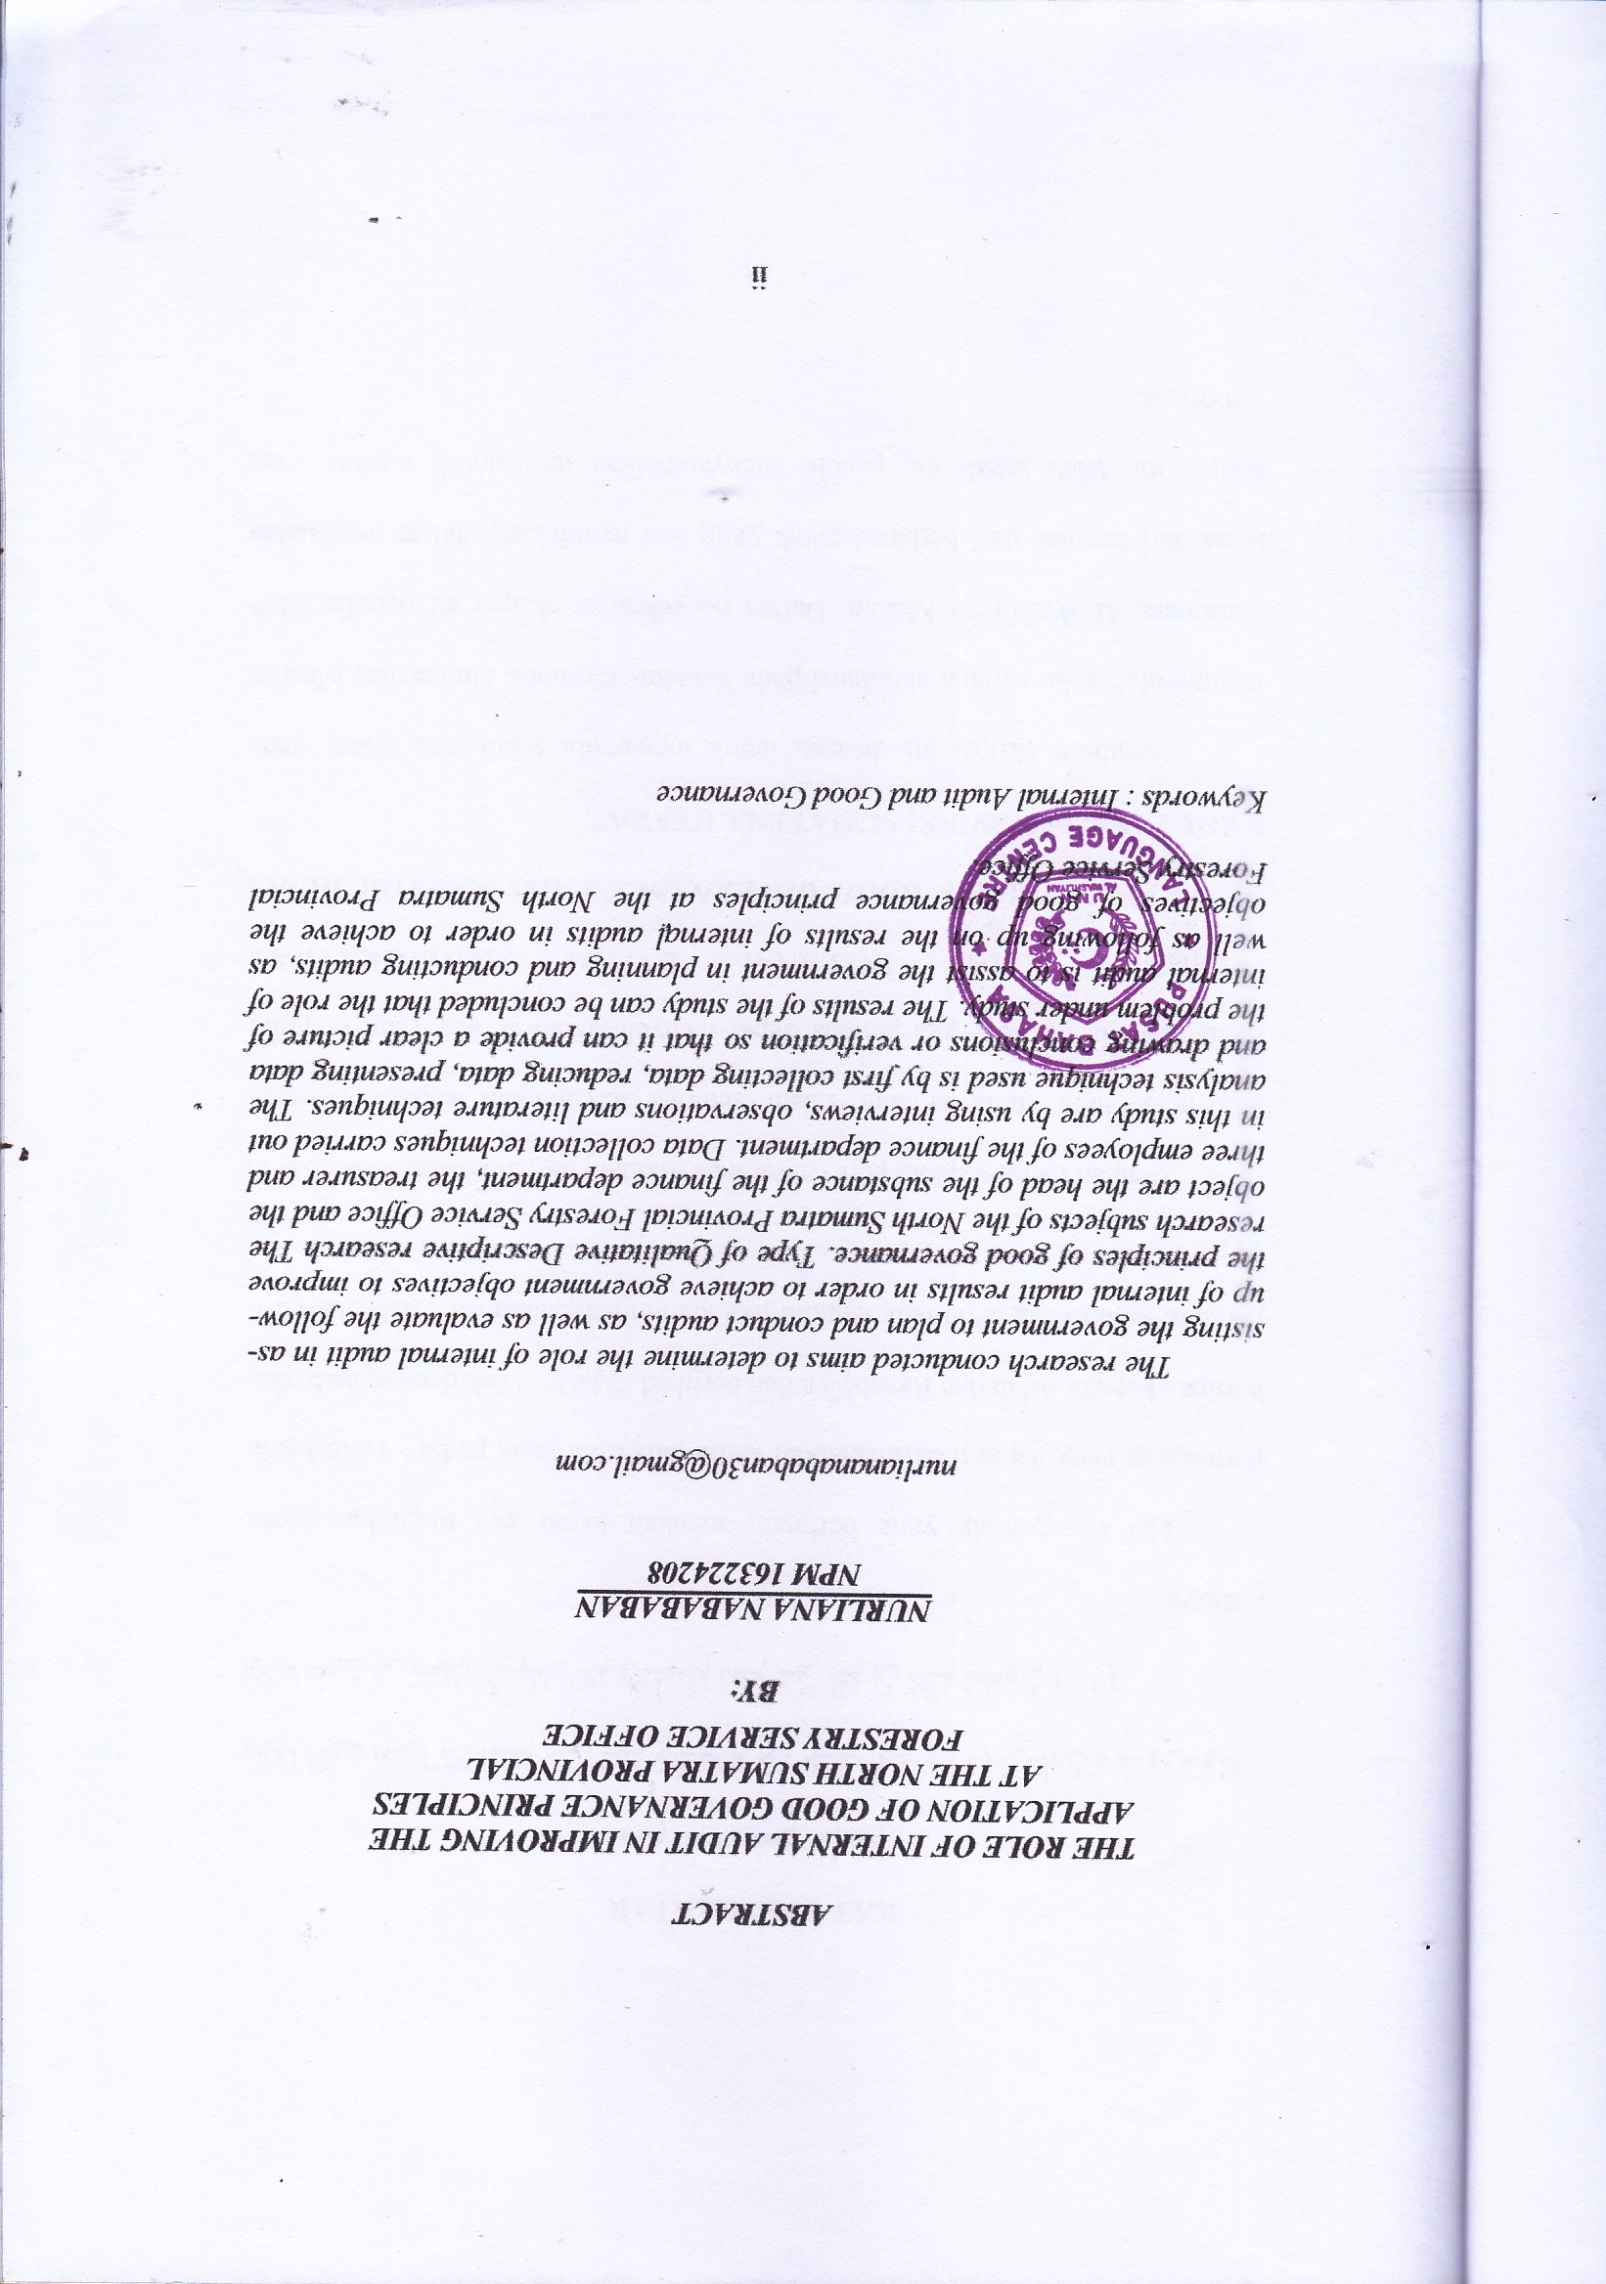 ABSTRACT
THE ROLE OF INTERNAL AUDIT IN IMPROVING THE
APPLICATION OF GOOD GOVERNANCE PRINCIPLES
AT THE NORTH SUMATRA PROVINCIAL
FORESTRY SERVICE OFFICE
BY:
NURLIANA NABABABAN
NPM 163224208
nurliananababan30@gmail.com
The research conducted aims to determine the role of internal audit in as-
sisting the government to plan and conduct audits, as well as evaluate the follow-
up of internal audit results in order to achieve government objectives to improve
the principles of good governance. Type of Qualitative Descriptive research The
research subjects of the North Sumatra Provincial Forestry Service Office and the
object are the head of the substance of the finance department, the treasurer and
three employees of the finance department. Data collection techniques carried out
in this study are by using interviews, observations and literature techniques. The
analysis technique used is by first collecting data, reducing data, presenting data
and drawing conclusions or verification so that it can provide a clear picture of
the problem under study. The results of the study can be concluded that the role of
internal audit is to assist the government in planning and conducting audits, as
well as following up on the results of internal audits in order to achieve the
objectives of good governance principles at the North Sumatra Provincial
Forestry Service Office.
Keywords : Internal Audit and Good Governance
PUSAT BAHASA
LANGUAGE CENTRE
AL WASHLIYAH
ii